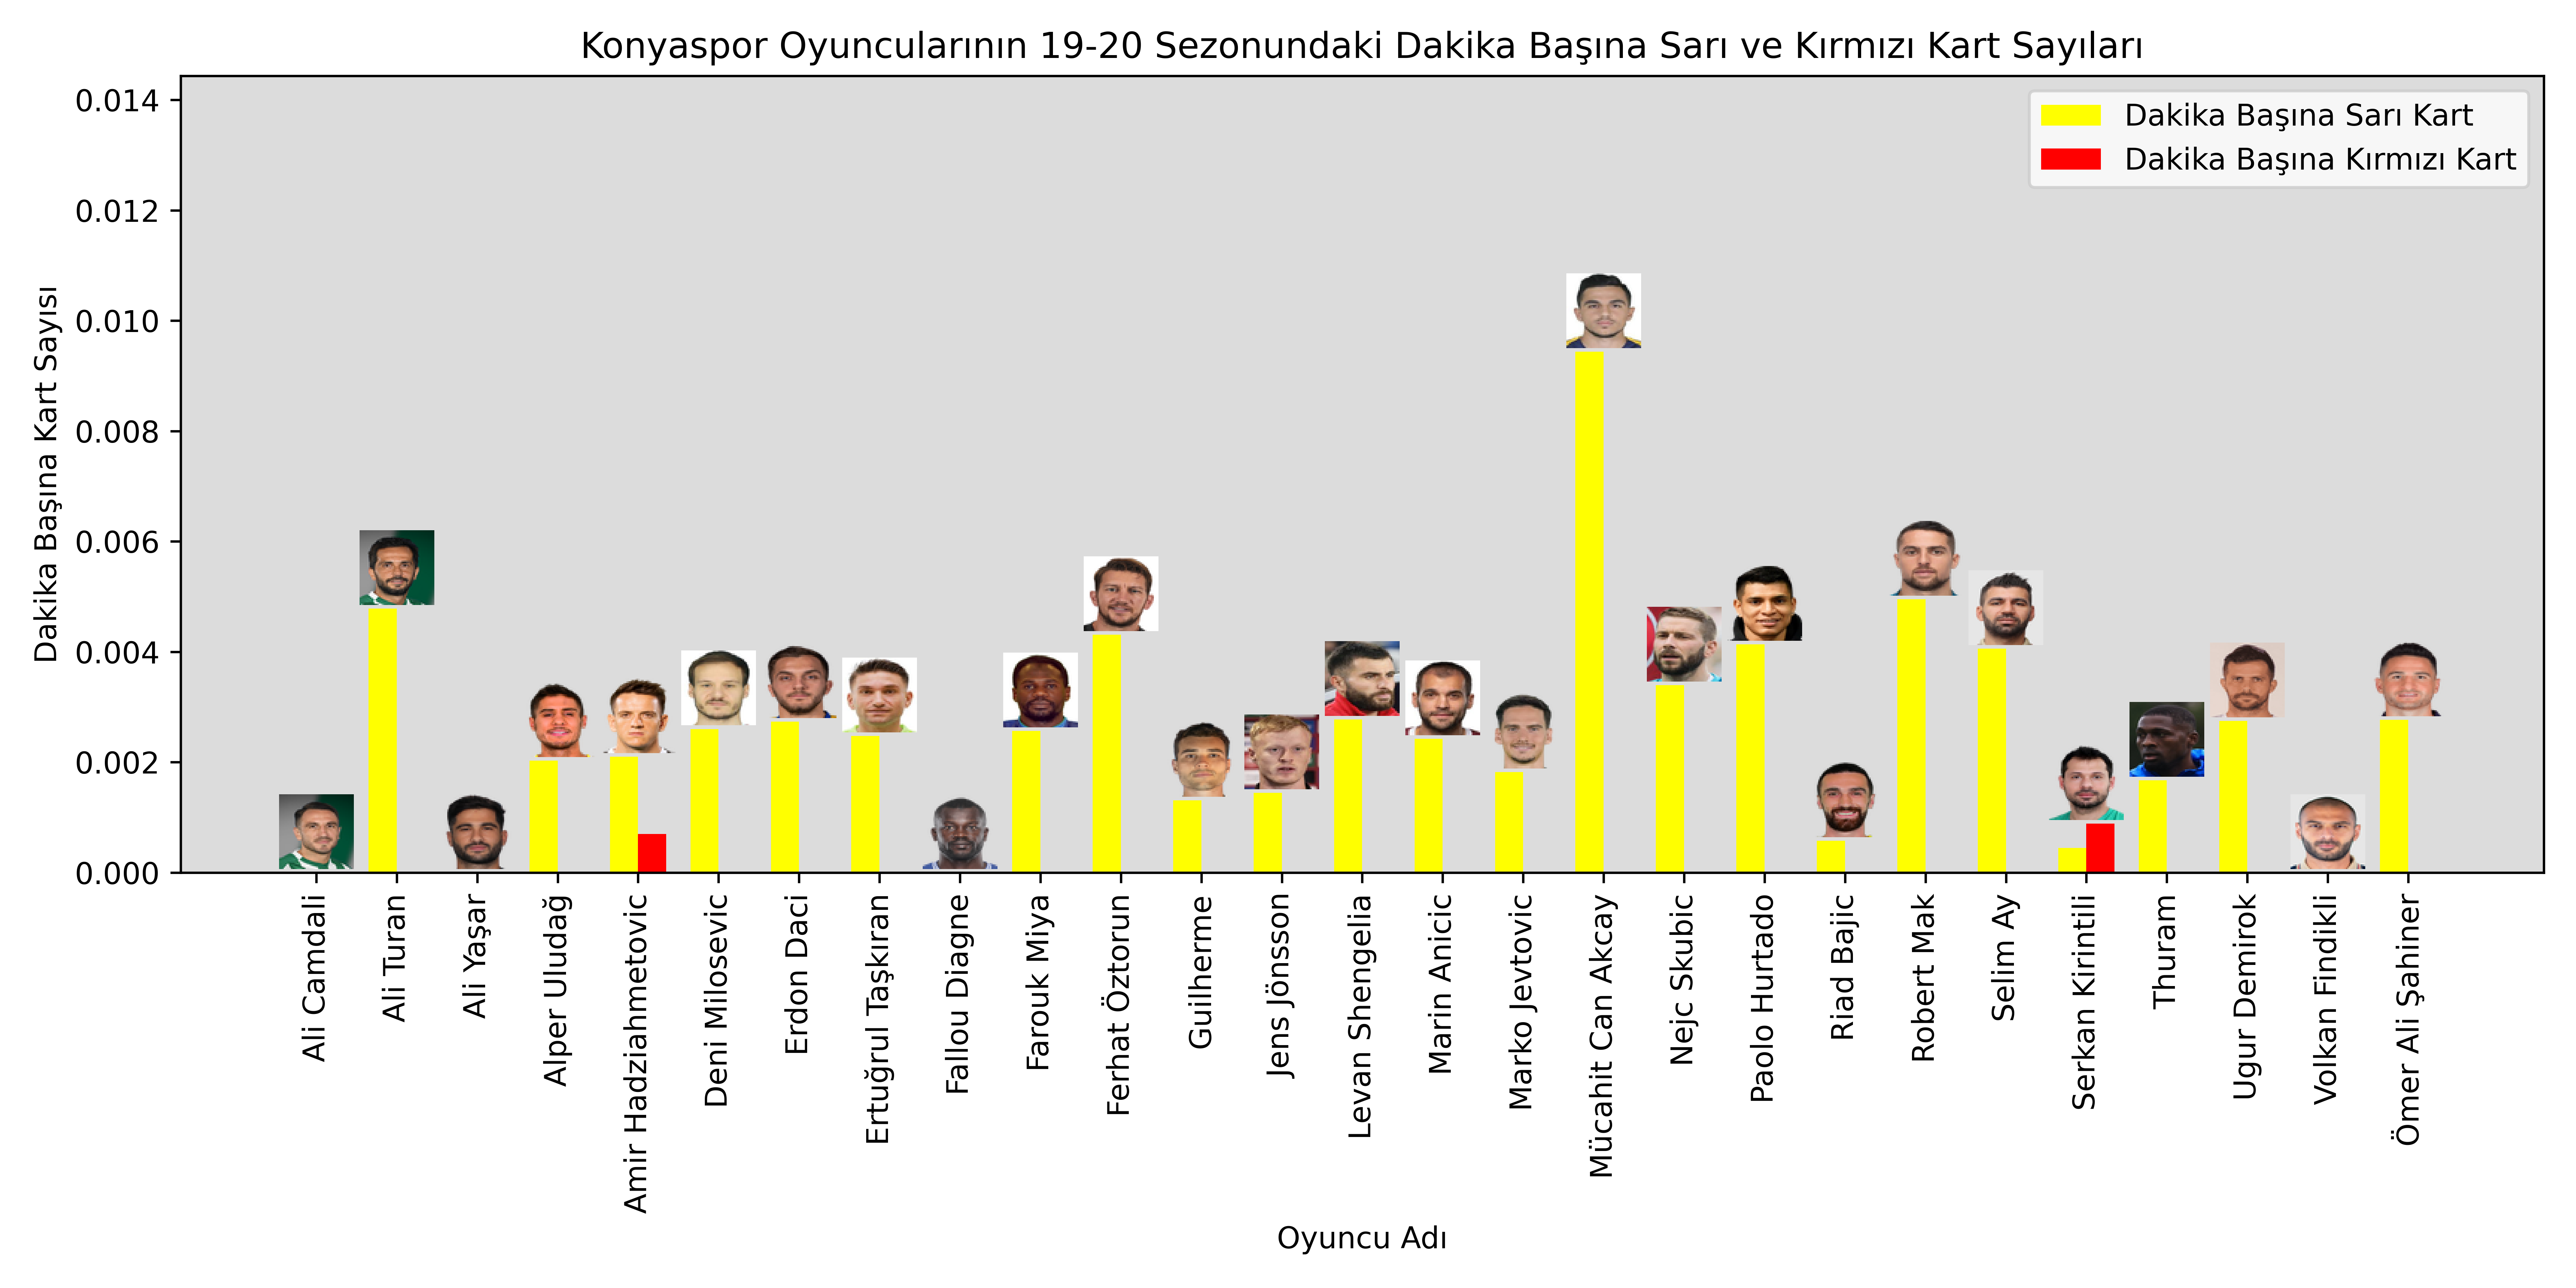 Konyaspor Oyuncularının 19-20 Sezonundaki Dakika Başına Sarı ve Kırmızı Kart Sayıları
Dakika Başına Sarı Kart
Dakika Başına Kırmızı Kart
Dakika Başına Kart Sayısı
0.014
0.012
0.010
0.008
0.006
0.004
0.002
0.000
Ali Camdali
Ali Turan
Ali Yaşar
Alper Uludağ
Amir Hadziahmetovic
Deni Milosevic
Erdon Daci
Ertuğrul Taşkıran
Fallou Diagne
Farouk Miya
Ferhat Öztorun
Guilherme
Jens Jönsson
Levan Shengelia
Marin Anicic
Marko Jevtovic
Mücahit Can Akcay
Nejc Skubic
Paolo Hurtado
Riad Bajic
Robert Mak
Selim Ay
Serkan Kirintili
Thuram
Ugur Demirok
Volkan Findikli
Ömer Ali Şahiner
Oyuncu Adı